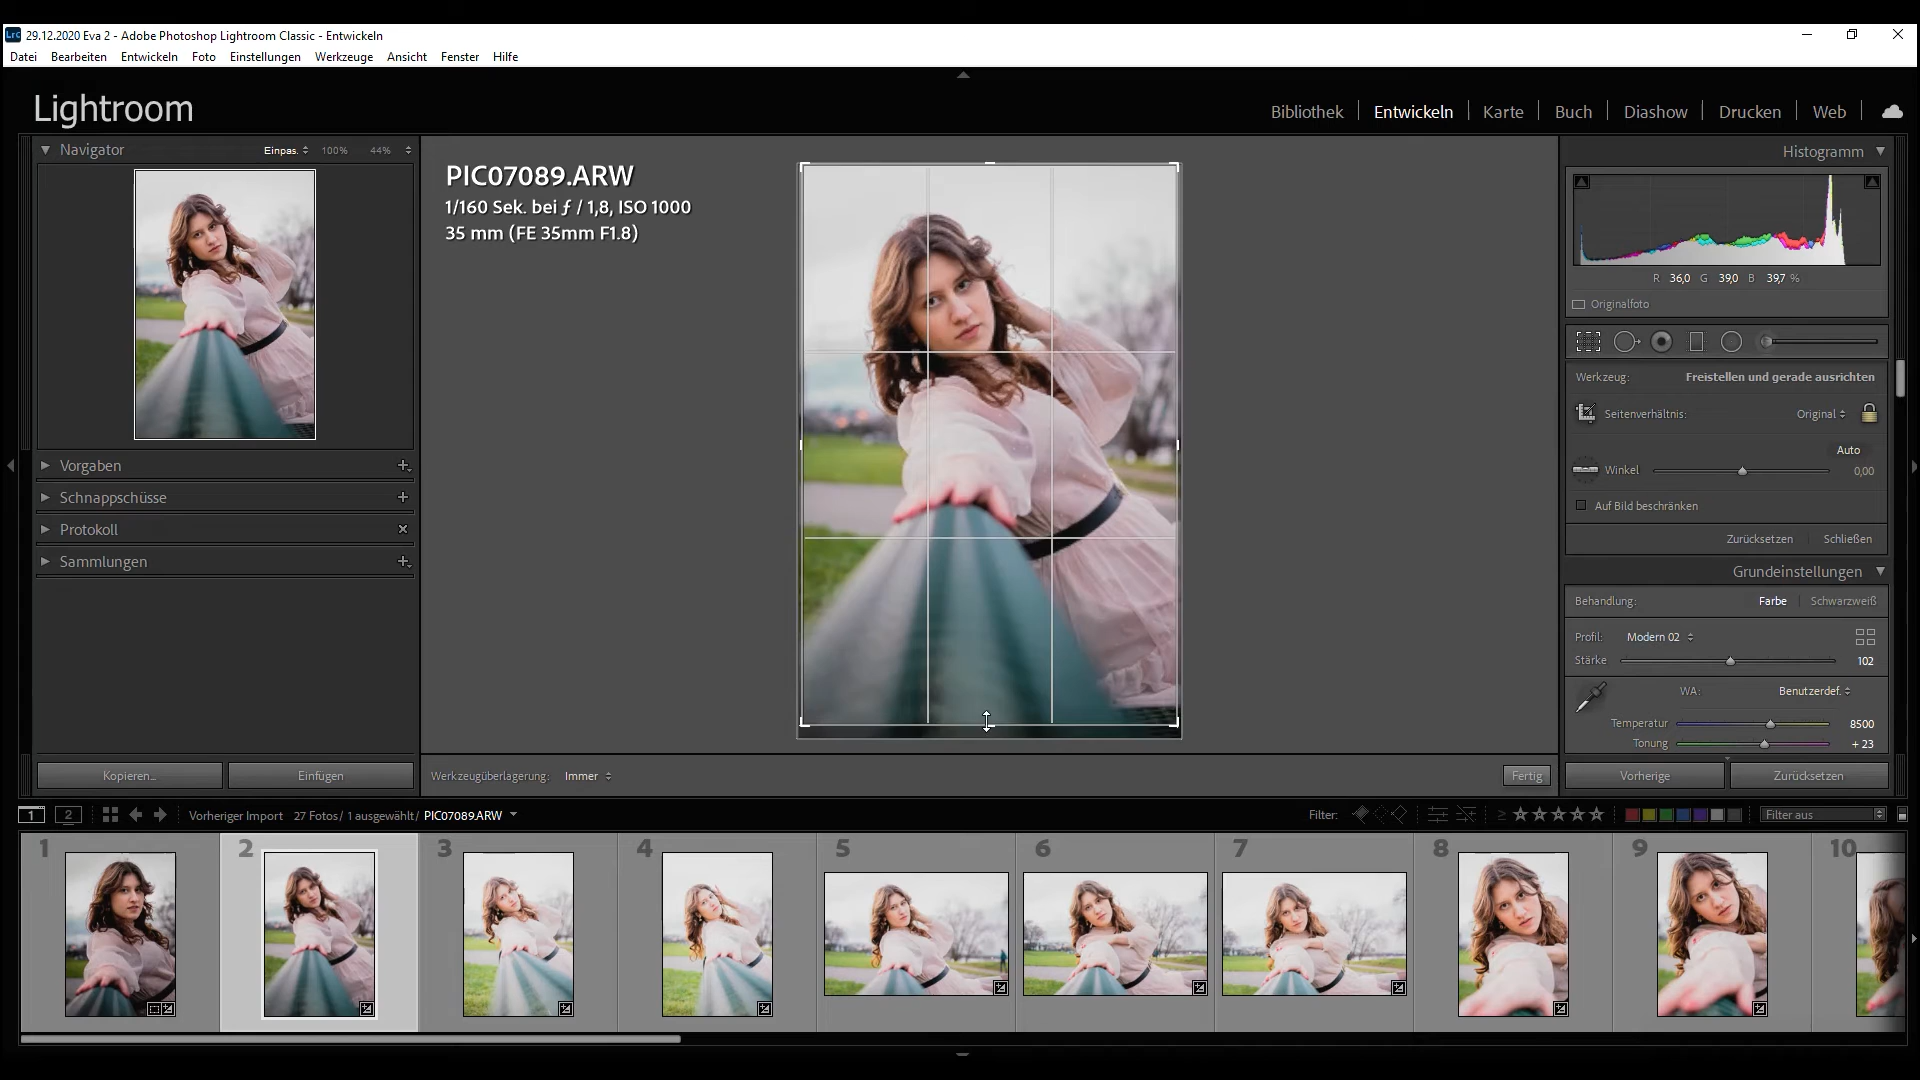 29.12.2020 Eva 2 - Adobe Photoshop Lightroom Classic - Entwickeln
Datei Bearbeiten Entwickeln Foto Einstellungen Werkzeuge Ansicht Fenster Hilfe
Lightroom
Bibliothek Entwickeln Karte Buch Diashow Drucken Web
Navigator Einpas. 100% 44%
Vorgaben
Schnappschüsse
Protokoll
Sammlungen
Kopieren... Einfügen
PIC07089.ARW
1/160 Sek. bei ƒ / 1,8, ISO 1000
35 mm (FE 35mm F1.8)
Werkzeugüberlagerung: Immer
Fertig
Histogramm
R 36,0 G 39,0 B 39,7 %
Originalfoto
Werkzeug: Freistellen und gerade ausrichten
Seitenverhältnis: Original
Auto
Winkel 0,00
Auf Bild beschränken
Zurücksetzen Schließen
Grundeinstellungen
Behandlung: Farbe Schwarzweiß
Profil: Modern 02
Stärke 102
WA: Benutzerdef.
Temperatur 8500
Tonung + 23
Vorherige Zurücksetzen
1 2 Vorheriger Import 27 Fotos/ 1 ausgewählt/ PIC07089.ARW
Filter: ≥ Filter aus
1 2 3 4 5 6 7 8 9 10